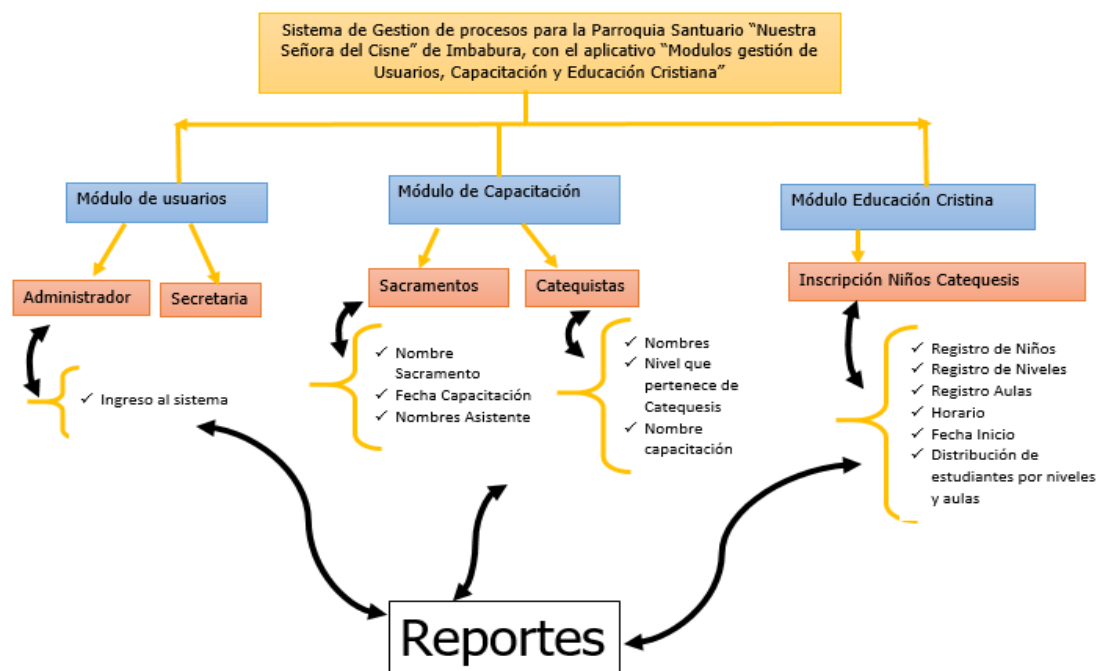 Sistema de Gestion de procesos para la Parroquia Santuario “Nuestra
Señora del Cisne” de Imbabura, con el aplicativo “Modulos gestión de
Usuarios, Capacitación y Educación Cristiana”
Módulo de usuarios
Módulo de Capacitación
Módulo Educación Cristina
Administrador
Secretaria
Sacramentos
Catequistas
Inscripción Niños Catequesis
✓ Ingreso al sistema
✓ Nombre
Sacramento
✓ Fecha Capacitación
✓ Nombres Asistente
✓ Nombres
✓ Nivel que
pertenece de
Catequesis
✓ Nombre
capacitación
✓ Registro de Niños
✓ Registro de Niveles
✓ Registro Aulas
✓ Horario
✓ Fecha Inicio
✓ Distribución de
estudiantes por niveles
y aulas
Reportes